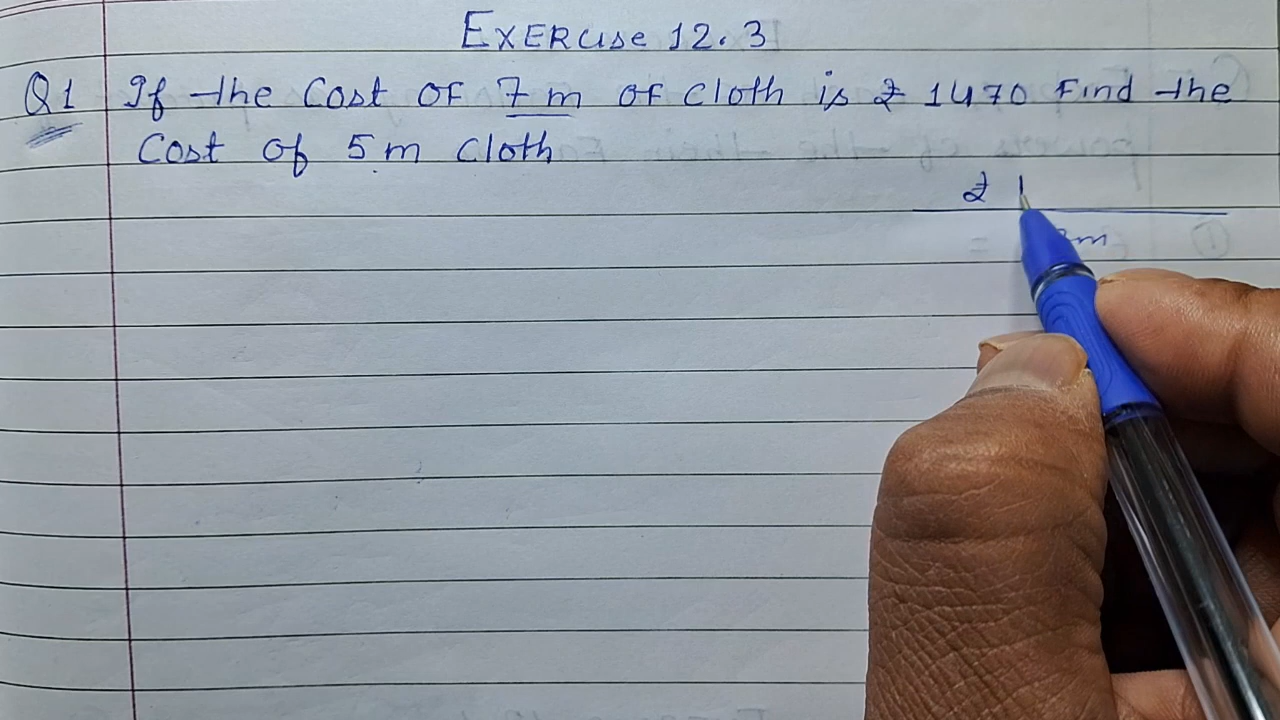 Exercise 12.3
Q1 If the Cost of 7 m of cloth is ₹ 1470 Find the
Cost of 5 m cloth
₹ 1